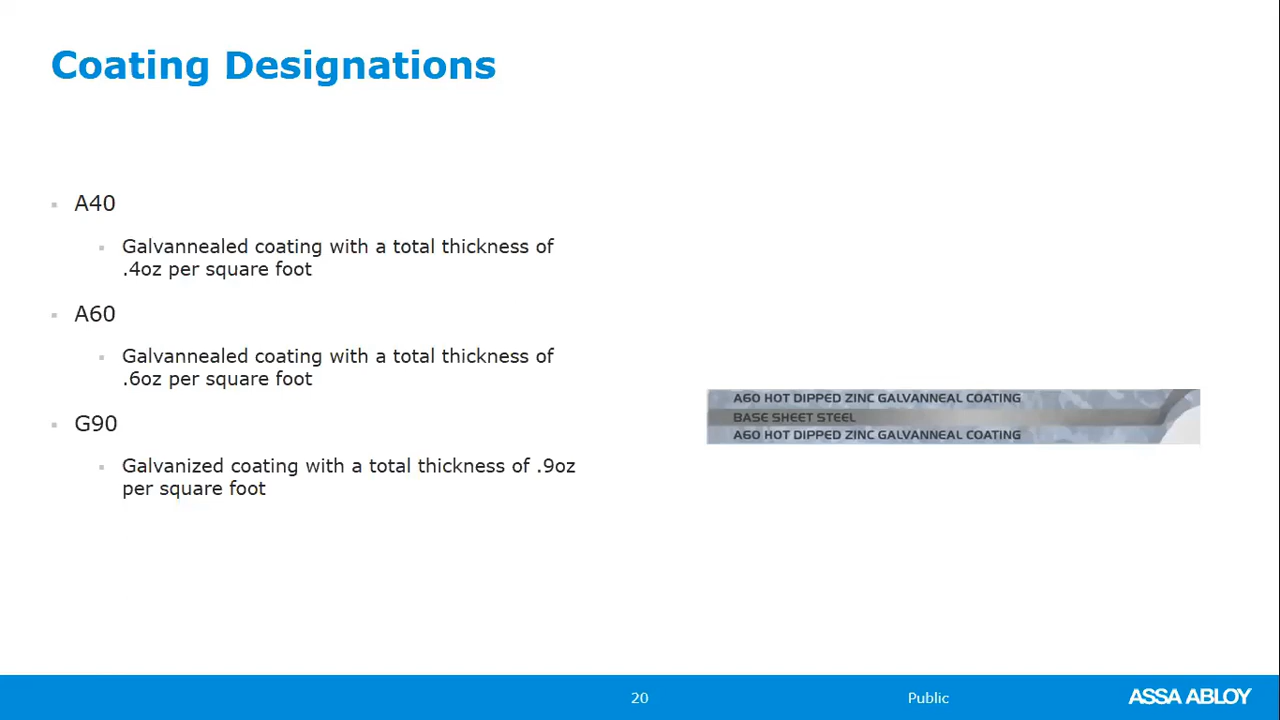 Coating Designations
A40
Galvannealed coating with a total thickness of
.4oz per square foot
A60
Galvannealed coating with a total thickness of
.6oz per square foot
G90
Galvanized coating with a total thickness of .9oz
per square foot
A60 HOT DIPPED ZINC GALVANNEAL COATING
BASE SHEET STEEL
A60 HOT DIPPED ZINC GALVANNEAL COATING
20
Public
ASSA ABLOY